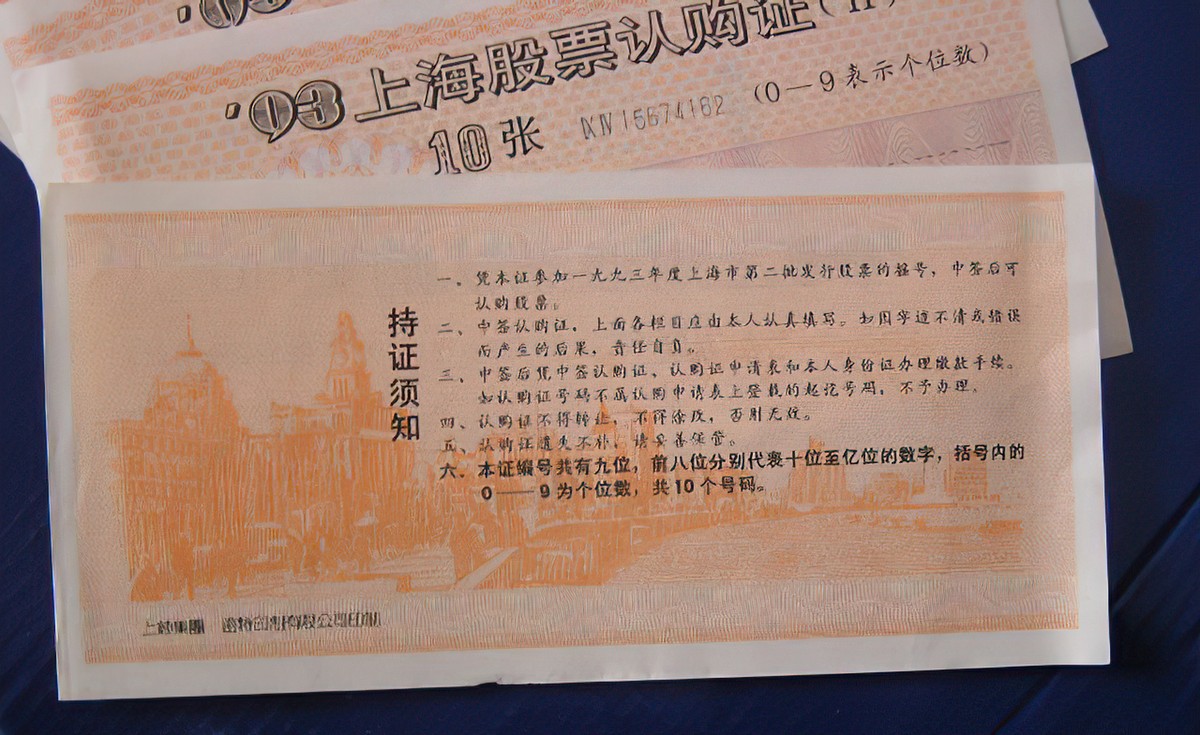 '93
'93上海股票认购证(II)
10张 15574162 (0—9表示个位数)
持证须知
一、凭本证参加一九九三年度上海市第二批发行股票的摇号，中签后可
认购股票。
二、中签认购证，上面各栏目应由本人认真填写。如因字迹不清或错误
而产生的后果，责任自负。
三、中签后凭中签认购证、认购证申请表和本人身份证办理缴款手续。
如认购证号码不属认购申请表上登载的起讫号码，不予办理。
四、认购证不得转让，不得涂改，否则无效。
五、认购证遗失不补，请妥善保管。
六、本证编号共有九位，前八位分别代表十位至亿位的数字，括号内的
0——9为个位数，共10个号码。